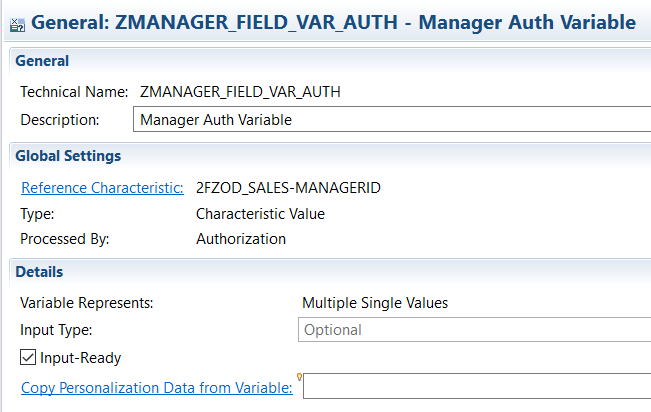 General: ZMANAGER_FIELD_VAR_AUTH - Manager Auth Variable
General
Technical Name: ZMANAGER_FIELD_VAR_AUTH
Description: Manager Auth Variable
Global Settings
Reference Characteristic: 2FZOD_SALES-MANAGERID
Type: Characteristic Value
Processed By: Authorization
Details
Variable Represents: Multiple Single Values
Input Type: Optional
Input-Ready
Copy Personalization Data from Variable: